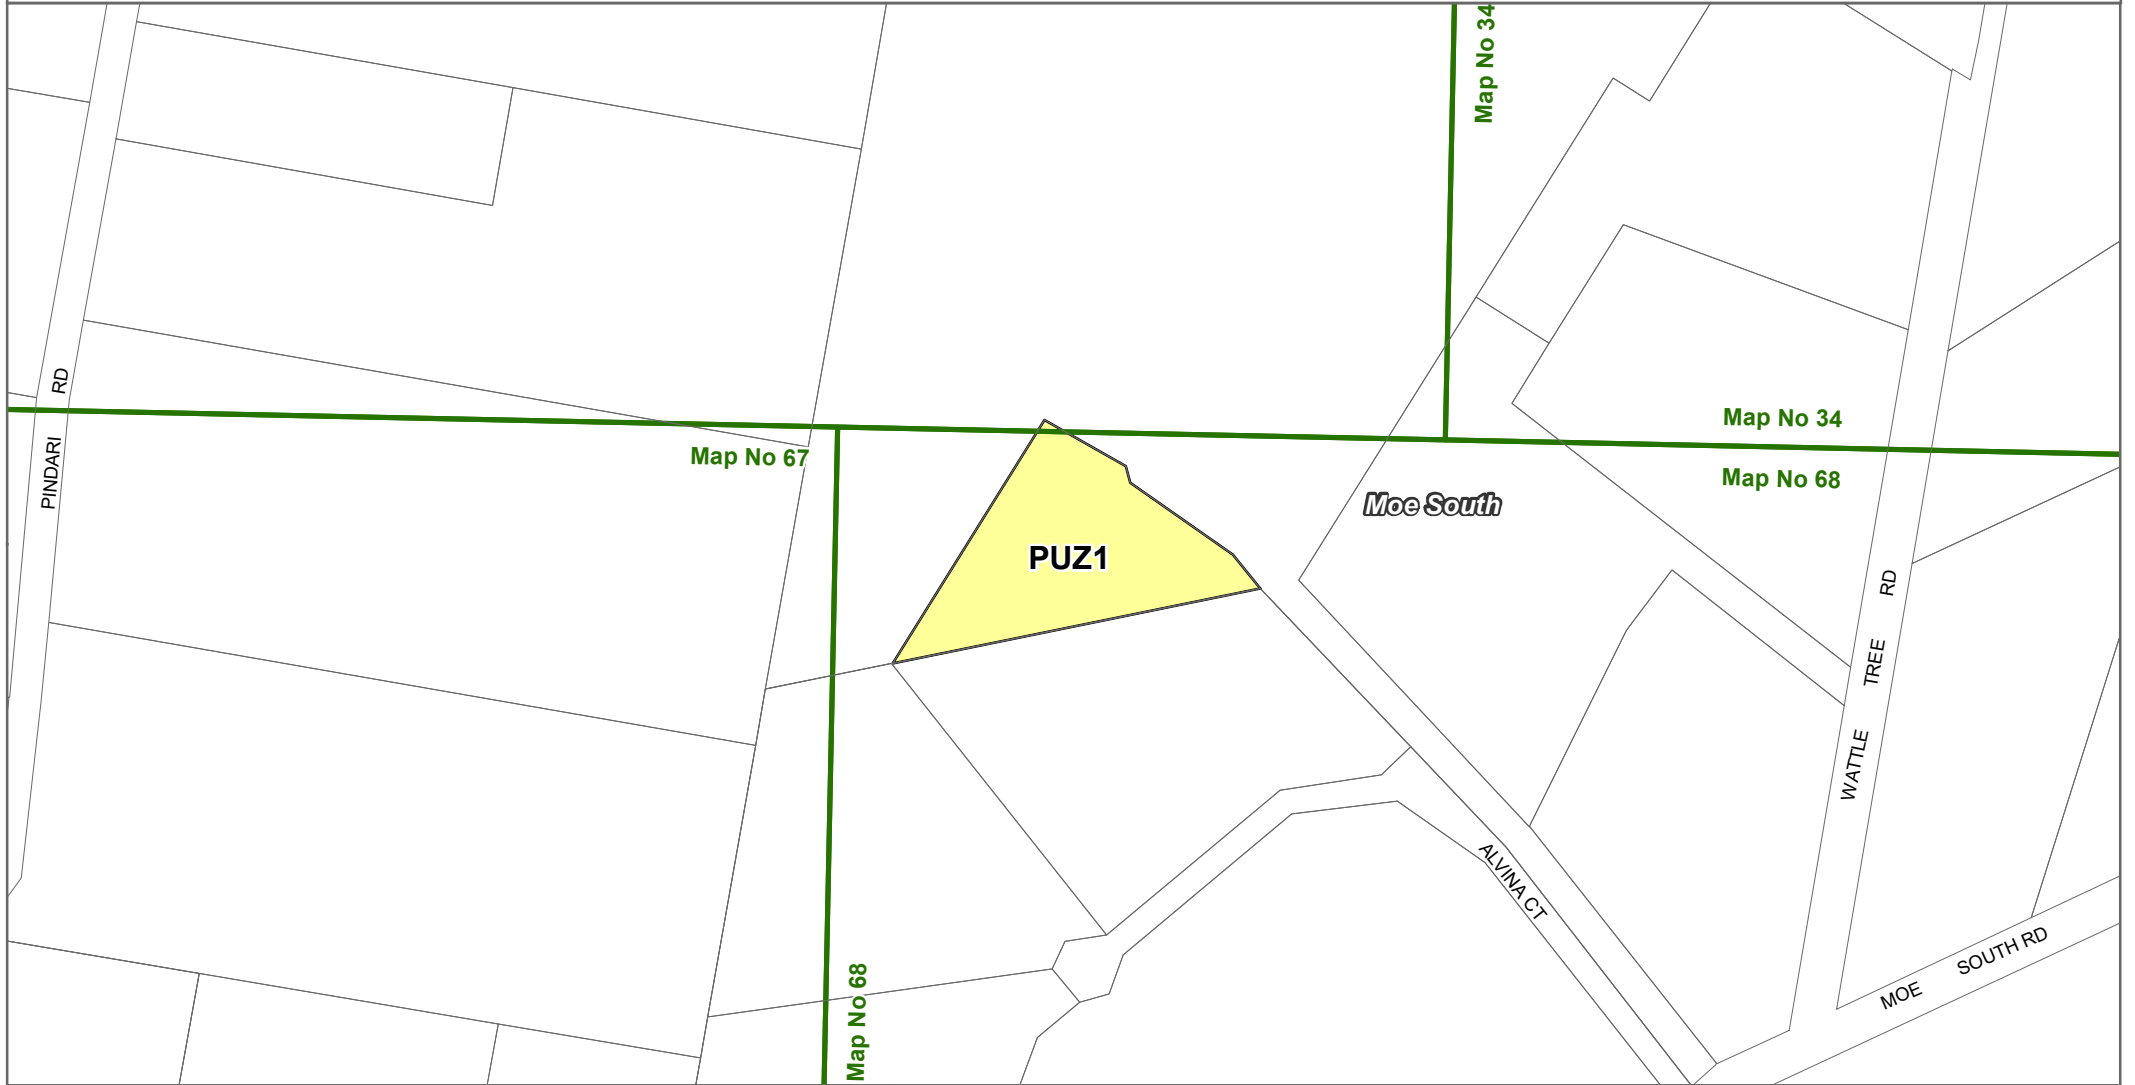 Map No 34
RD
PINDARI
Map No 67
Map No 34
Map No 68
Moe South
PUZ1
RD
TREE
WATTLE
ALVINA CT
SOUTH RD
MOE
Map No 68